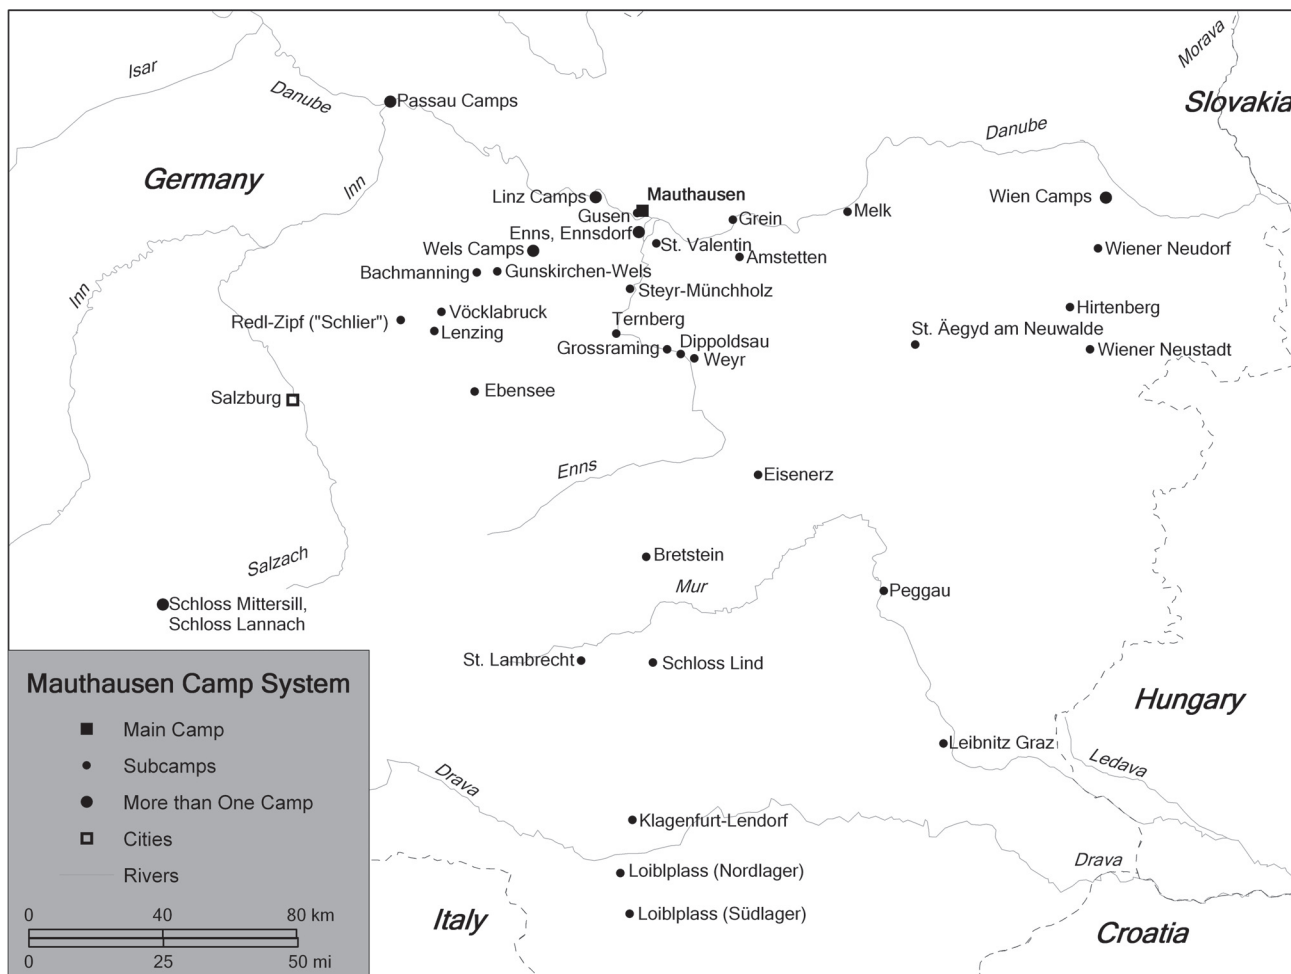 Morava
Isar
Slovakia
Danube
Passau Camps
Danube
Germany
Inn
Linz Camps
Mauthausen
Wien Camps
Gusen
Grein
Melk
Enns, Ennsdorf
St. Valentin
Wels Camps
Amstetten
Wiener Neudorf
Bachmanning
Gunskirchen-Wels
Inn
Steyr-Münchholz
Vöcklabruck
Hirtenberg
Redl-Zipf ("Schlier")
Ternberg
Lenzing
St. Äegyd am Neuwalde
Grossraming
Dippoldsau
Weyr
Wiener Neustadt
Ebensee
Salzburg
Enns
Eisenerz
Salzach
Bretstein
Mur
Peggau
Schloss Mittersill,
Schloss Lannach
St. Lambrecht
Schloss Lind
Hungary
Leibnitz Graz
Ledava
Drava
Klagenfurt-Lendorf
Drava
Loiblplass (Nordlager)
Loiblplass (Südlager)
Italy
Croatia
Mauthausen Camp System
Main Camp
Subcamps
More than One Camp
Cities
Rivers
0 40 80 km
0 25 50 mi